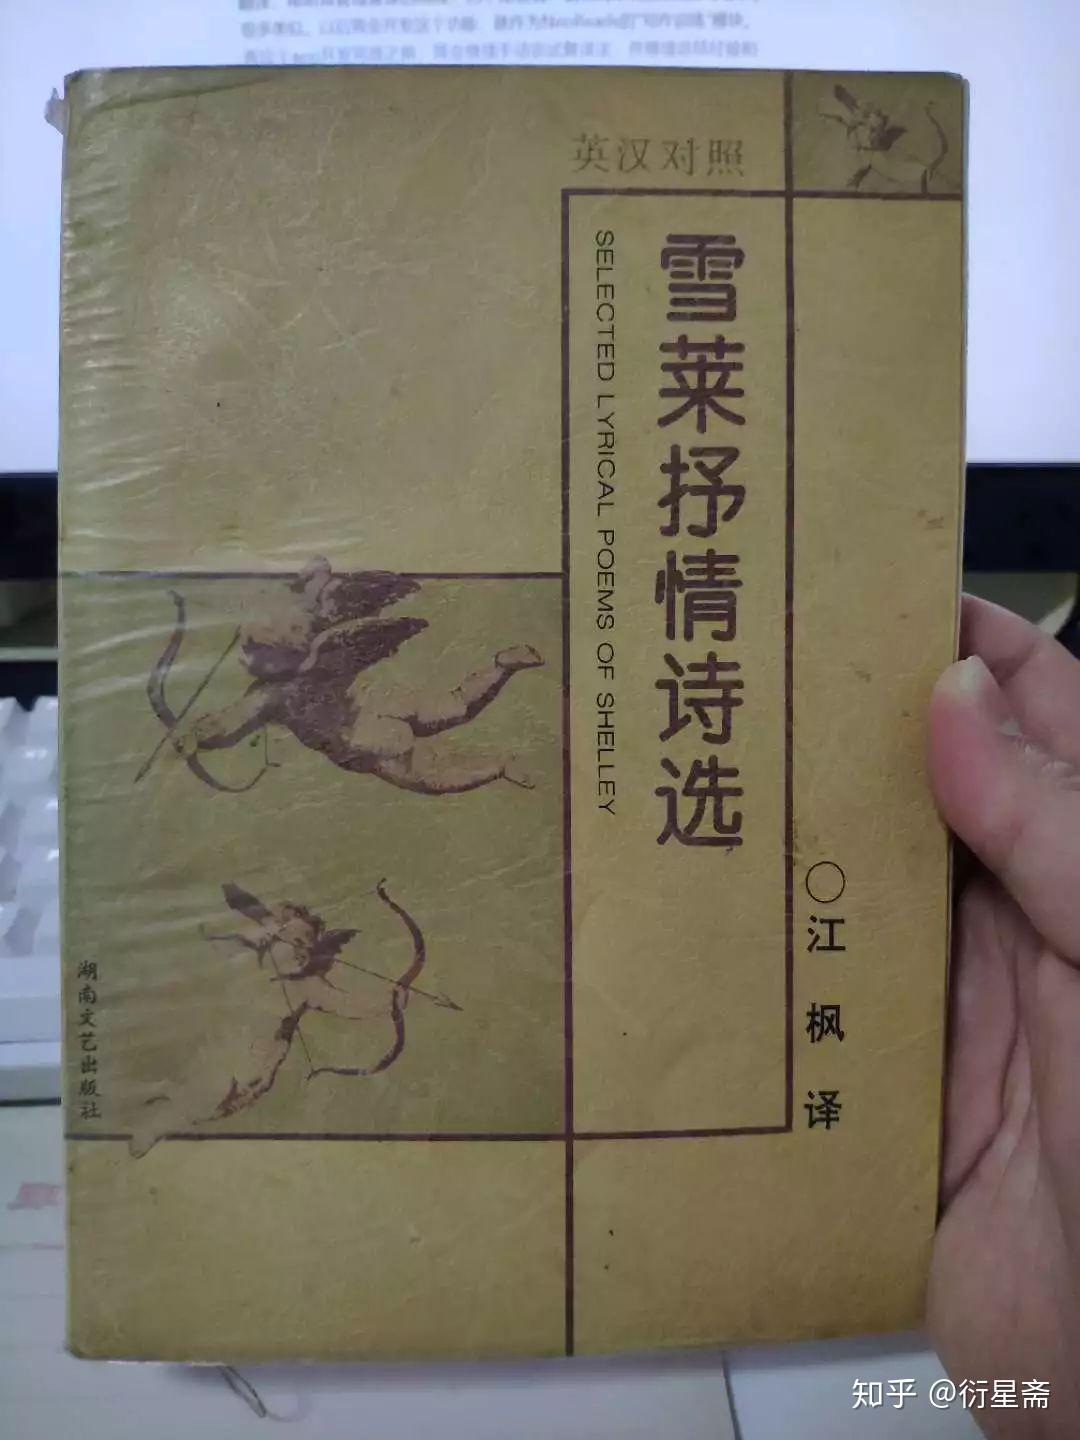 英汉对照
雪莱抒情诗选
SELECTED LYRICAL POEMS OF SHELLEY
○江枫译
湖南文艺出版社
知乎 @衍星斋